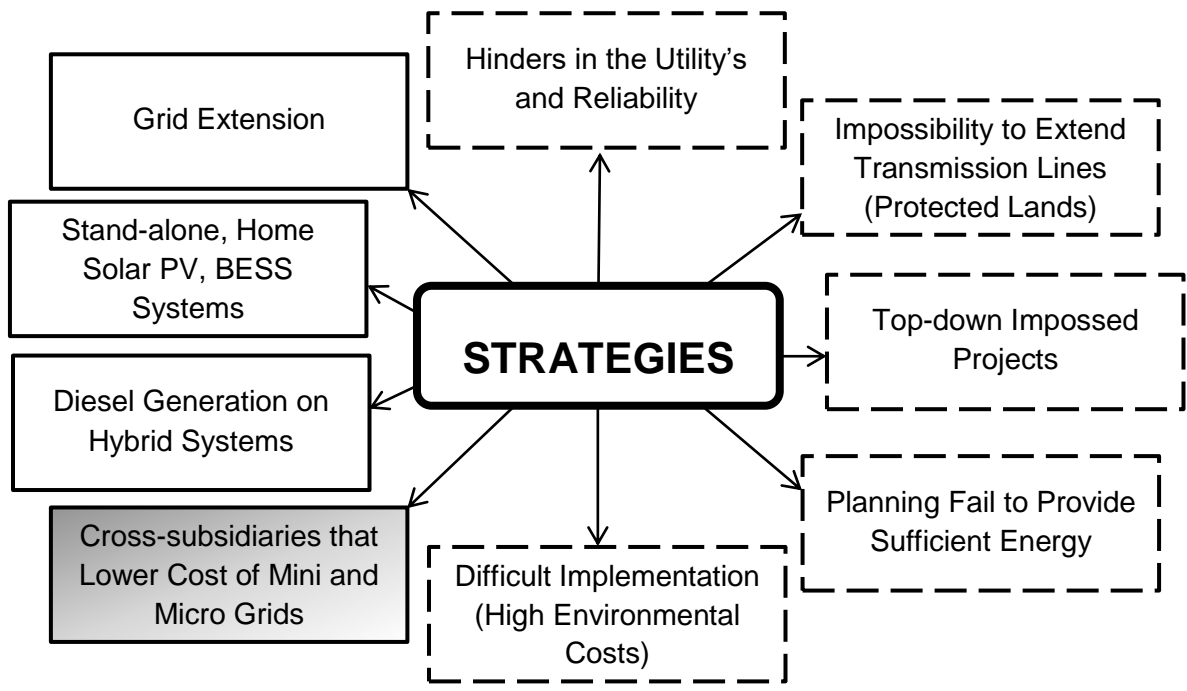 Hinders in the Utility's
and Reliability
Grid Extension
Impossibility to Extend
Transmission Lines
(Protected Lands)
Stand-alone, Home
Solar PV, BESS
Systems
STRATEGIES
Top-down Impossed
Projects
Diesel Generation on
Hybrid Systems
Planning Fail to Provide
Sufficient Energy
Cross-subsidiaries that
Lower Cost of Mini and
Micro Grids
Difficult Implementation
(High Environmental
Costs)